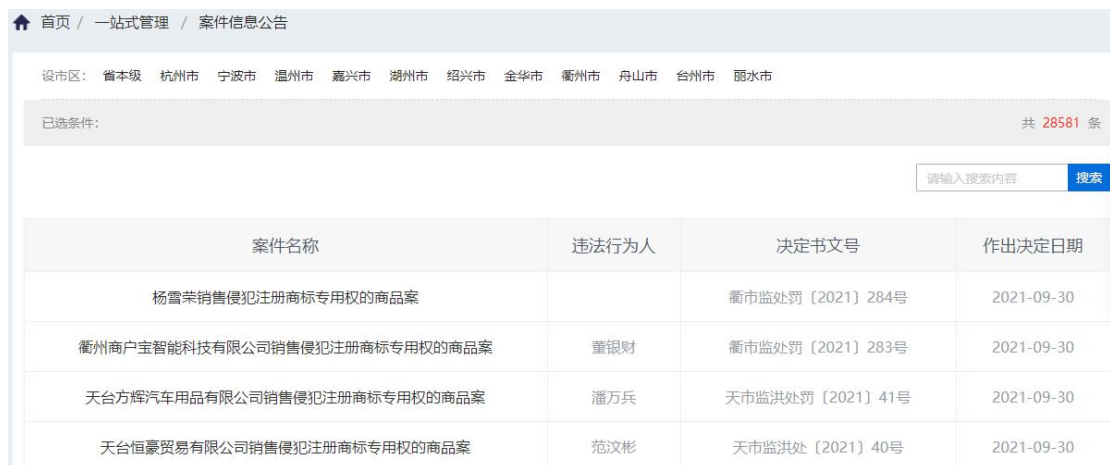 首页 / 一站式管理 / 案件信息公告
设市区： 省本级 杭州市 宁波市 温州市 嘉兴市 湖州市 绍兴市 金华市 衢州市 舟山市 台州市 丽水市
已选条件： 共 28581 条
请输入搜索内容 搜索
案件名称 违法行为人 决定书文号 作出决定日期
杨雪荣销售侵犯注册商标专用权的商品案 衢市监处罚〔2021〕284号 2021-09-30
衢州商户宝智能科技有限公司销售侵犯注册商标专用权的商品案 董银财 衢市监处罚〔2021〕283号 2021-09-30
天台方辉汽车用品有限公司销售侵犯注册商标专用权的商品案 潘万兵 天市监洪处罚〔2021〕41号 2021-09-30
天台恒豪贸易有限公司销售侵犯注册商标专用权的商品案 范汶彬 天市监洪处〔2021〕40号 2021-09-30